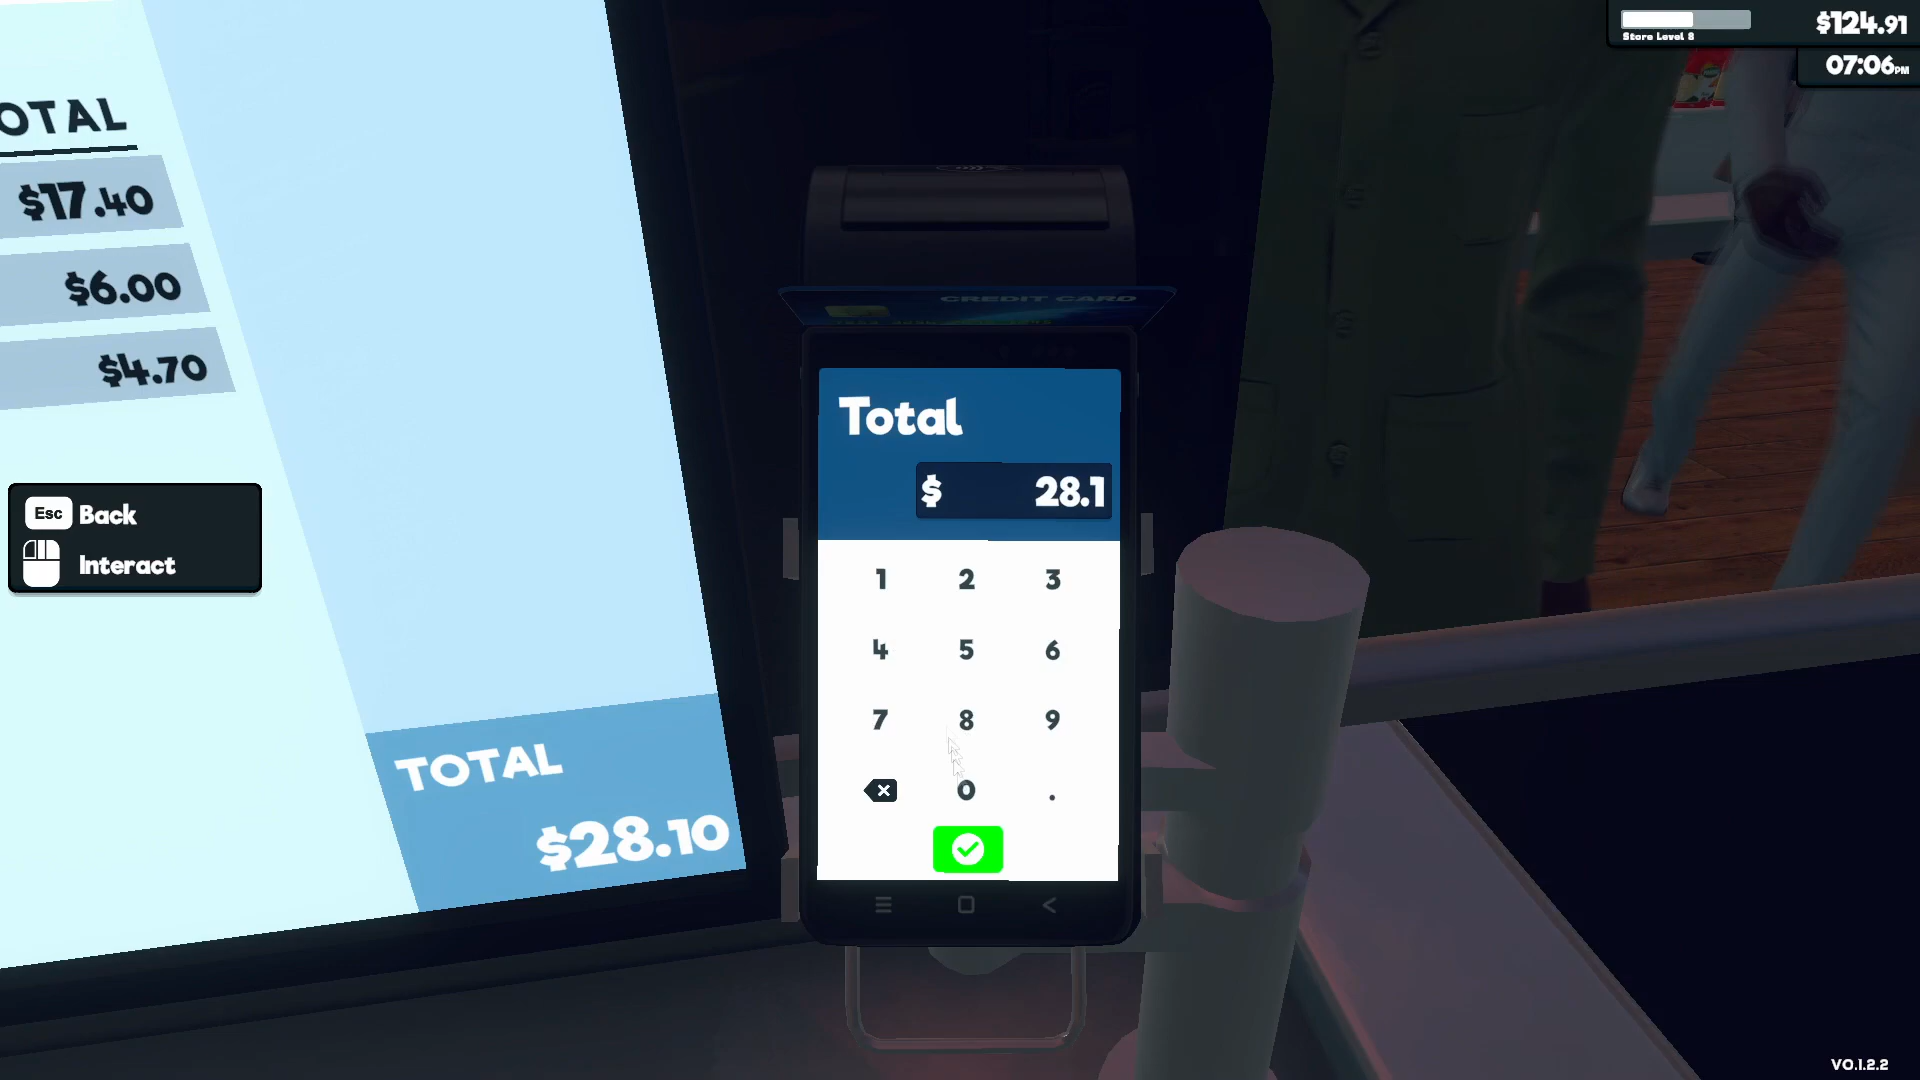 $124.91
Store Level 8
07:06PM
OTAL
$17.40
$6.00
$4.70
CREDIT CARD
Total
$ 28.1
Esc Back
Interact
1 2 3
4 5 6
7 8 9
0 .
TOTAL
$28.10
V0.1.2.2